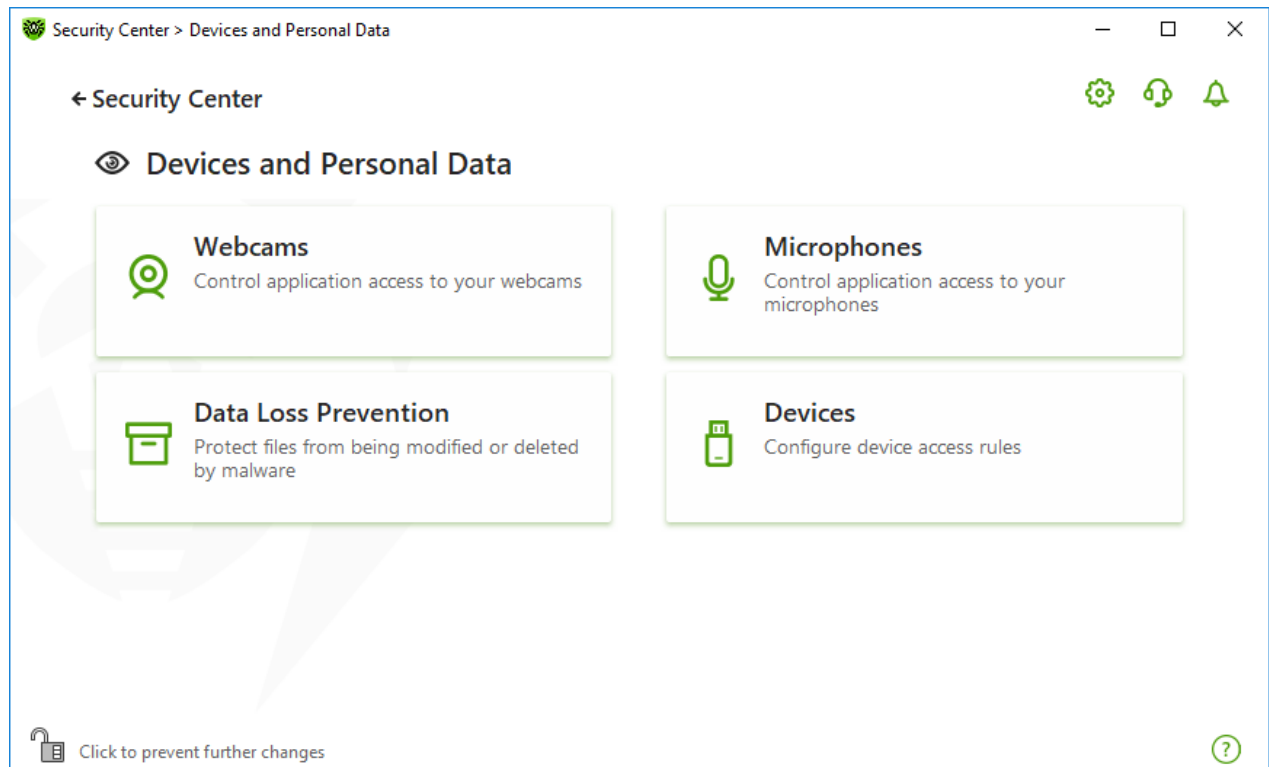 Security Center > Devices and Personal Data
Security Center
Devices and Personal Data
Webcams
Control application access to your webcams
Microphones
Control application access to your
microphones
Data Loss Prevention
Protect files from being modified or deleted
by malware
Devices
Configure device access rules
Click to prevent further changes
?